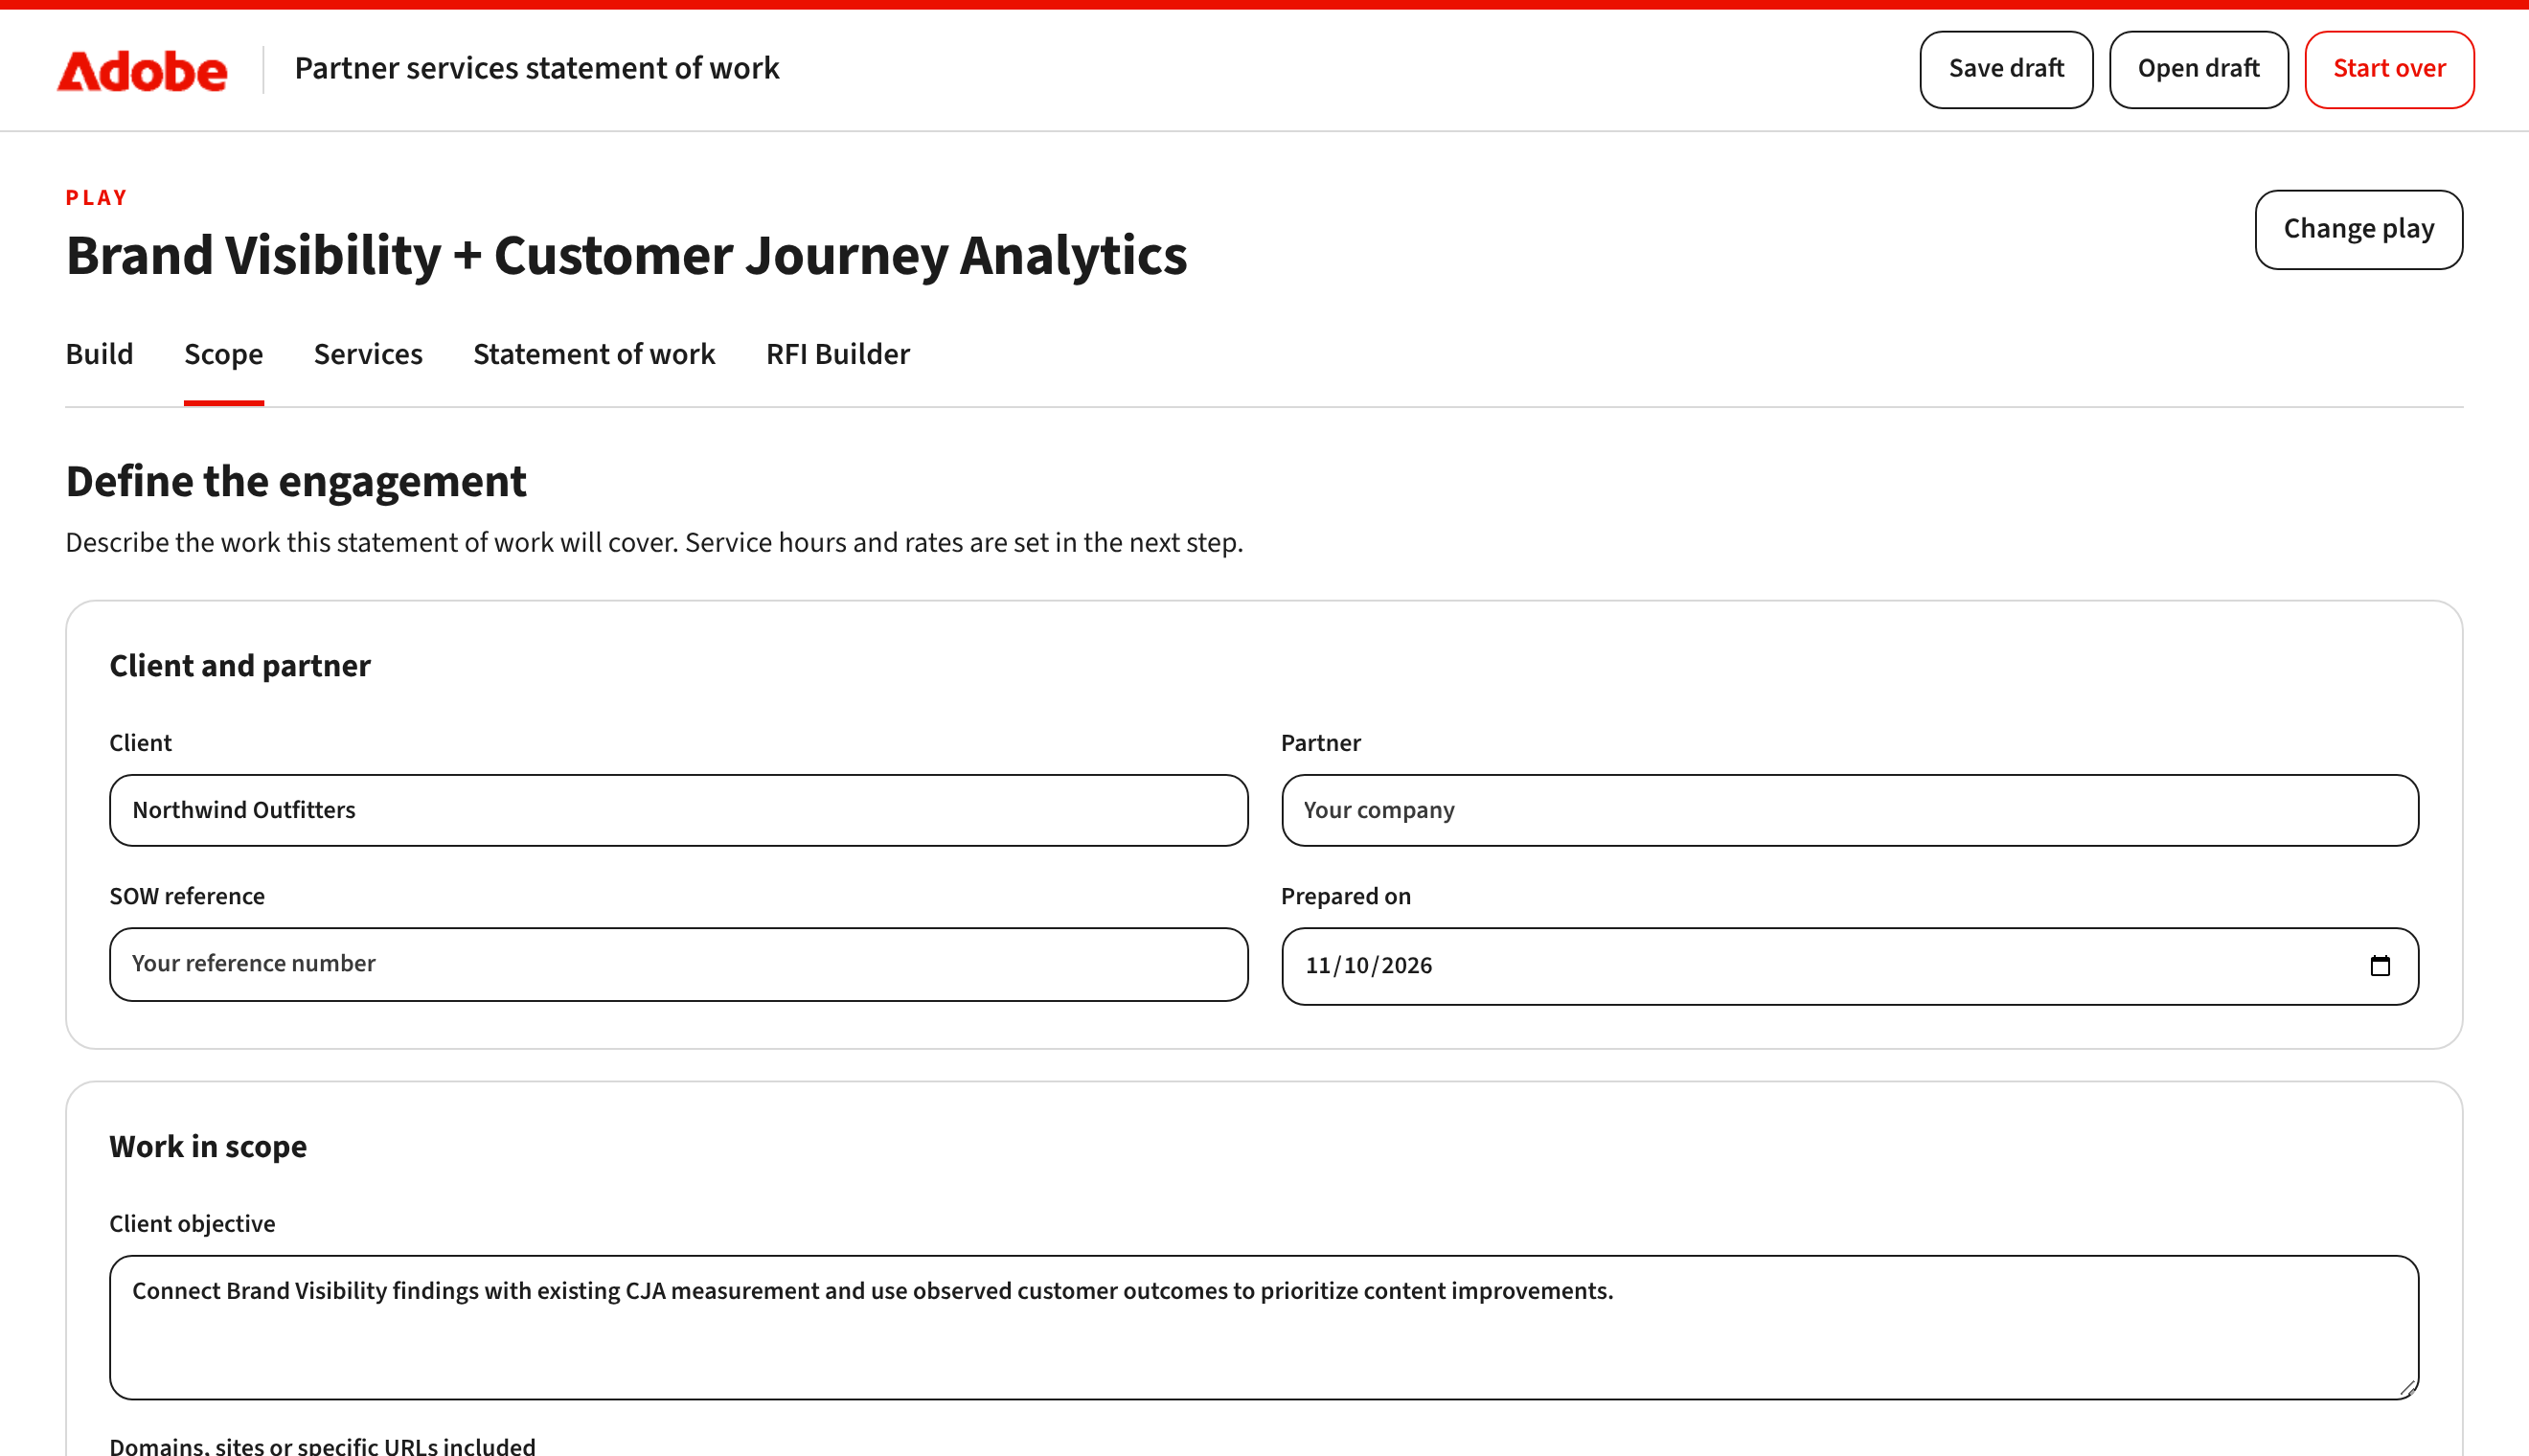 Adobe
Partner services statement of work
Save draft
Open draft
Start over
PLAY
Brand Visibility + Customer Journey Analytics
Change play
Build
Scope
Services
Statement of work
RFI Builder
Define the engagement
Describe the work this statement of work will cover. Service hours and rates are set in the next step.
Client and partner
Client
Partner
Northwind Outfitters
Your company
SOW reference
Prepared on
Your reference number
11/10/2026
Work in scope
Client objective
Connect Brand Visibility findings with existing CJA measurement and use observed customer outcomes to prioritize content improvements.
Domains, sites or specific URLs included